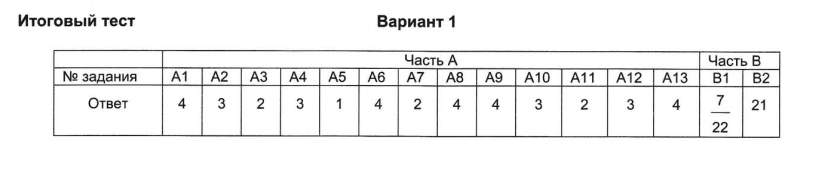 Итоговый тест Вариант 1
Часть А Часть В
№ задания А1 А2 А3 А4 А5 А6 А7 А8 А9 А10 А11 А12 А13 В1 В2
Ответ 4 3 2 3 1 4 2 4 4 3 2 3 4 7/22 21